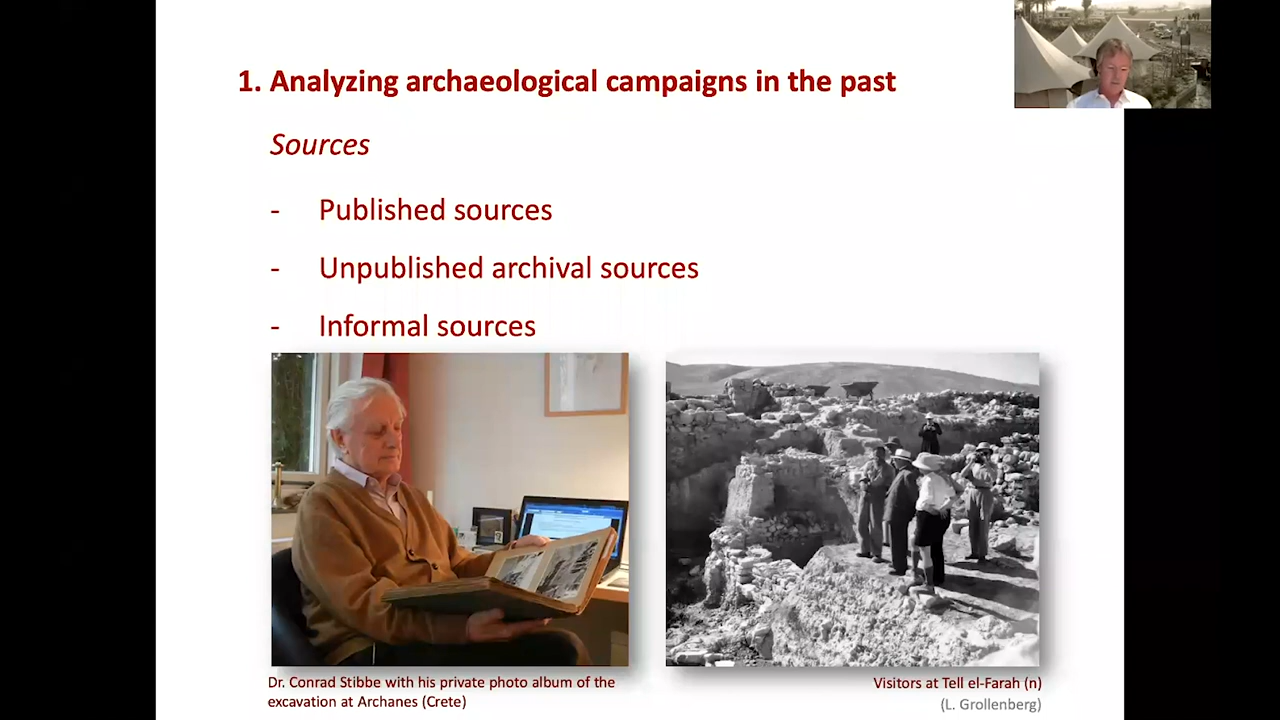 1. Analyzing archaeological campaigns in the past
Sources
- Published sources
- Unpublished archival sources
- Informal sources
Dr. Conrad Stibbe with his private photo album of the
excavation at Archanes (Crete)
Visitors at Tell el-Farah (n)
(L. Grollenberg)